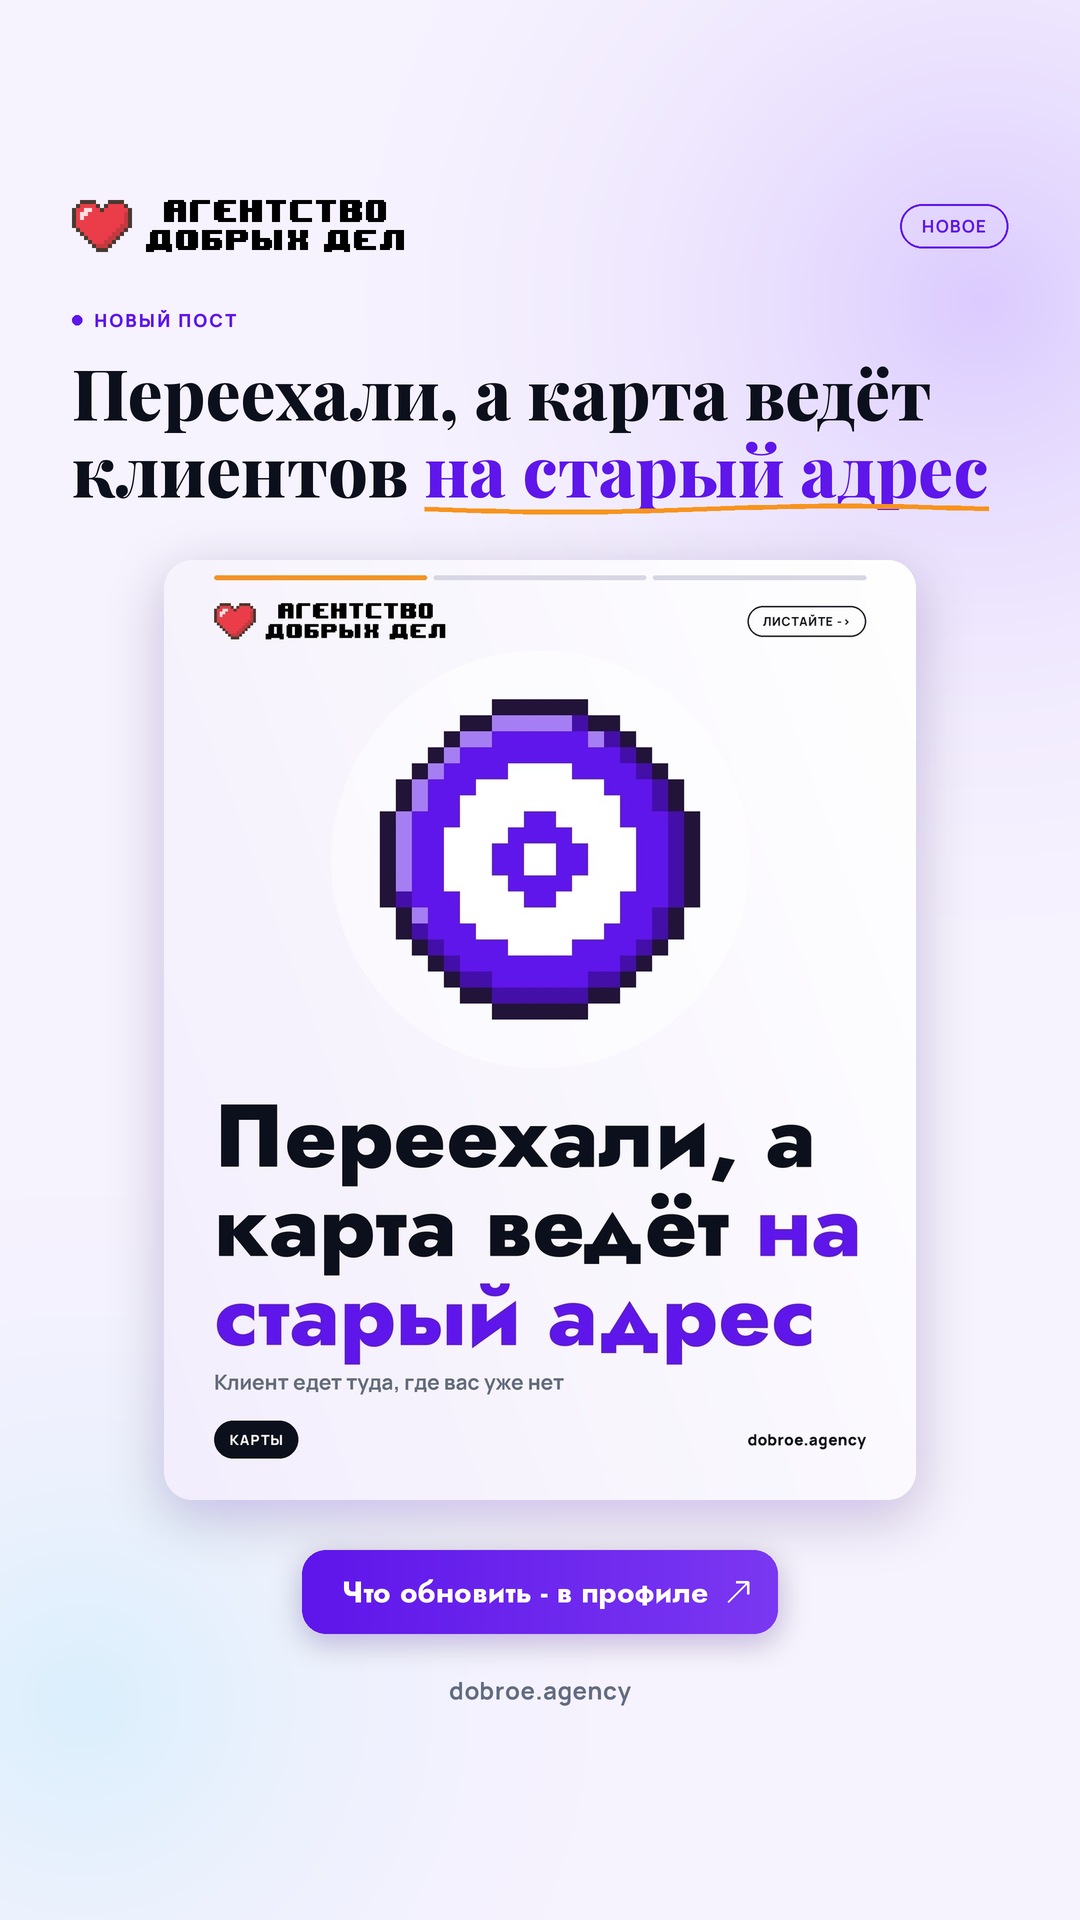 АГЕНТСТВО
ДОБРЫХ ДЕЛ
НОВОЕ
НОВЫЙ ПОСТ
Переехали, а карта ведёт
клиентов на старый адрес
АГЕНТСТВО
ДОБРЫХ ДЕЛ
ЛИСТАЙТЕ ->
Переехали, а
карта ведёт на
старый адрес
Клиент едет туда, где вас уже нет
КАРТЫ
dobroe.agency
Что обновить - в профиле ↗
dobroe.agency